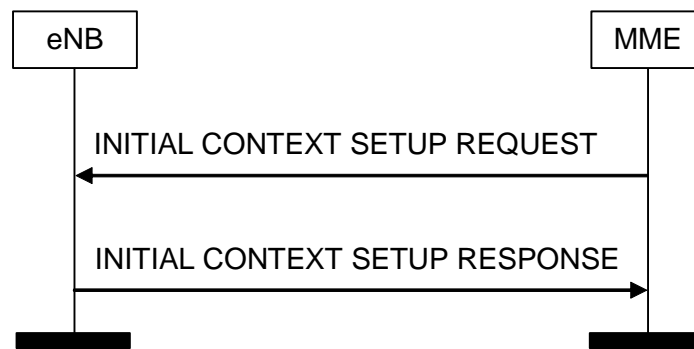 eNB
MME
INITIAL CONTEXT SETUP REQUEST
INITIAL CONTEXT SETUP RESPONSE